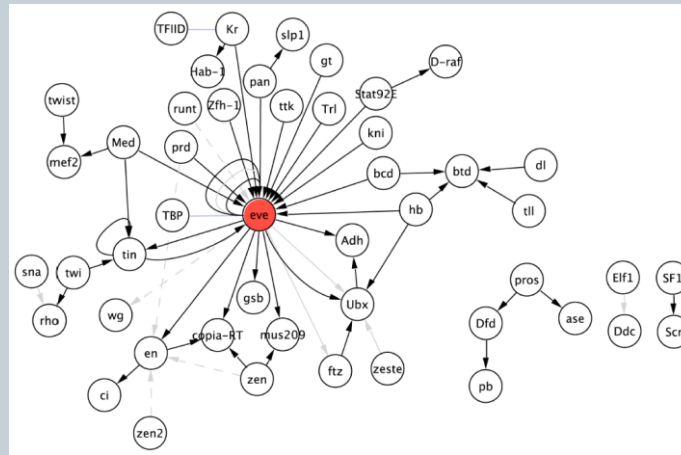 TFIID
Kr
slp1
gt
D-raf
Hab-1
pan
Stat92E
twist
runt
Zfh-1
ttk
Trl
kni
mef2
Med
prd
bcd
btd
dl
TBP
eve
hb
tll
Adh
tin
sna
twi
rho
wg
gsb
Ubx
pros
Elf1
SF1
copia-RT
mus209
Dfd
ase
Ddc
Scr
en
ftz
zeste
zen
pb
ci
zen2